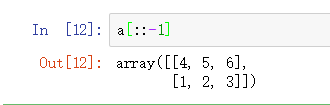 In [12]: a[::-1]
Out[12]: array([[4, 5, 6],
[1, 2, 3]])